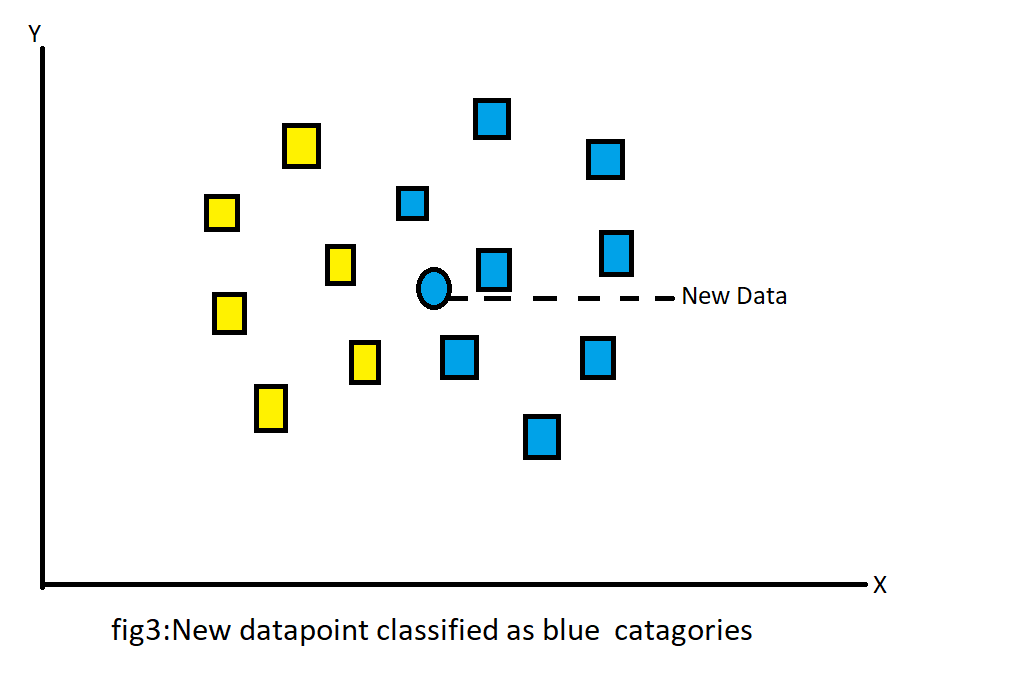 Y
New Data
X
fig3:New datapoint classified as blue catagories